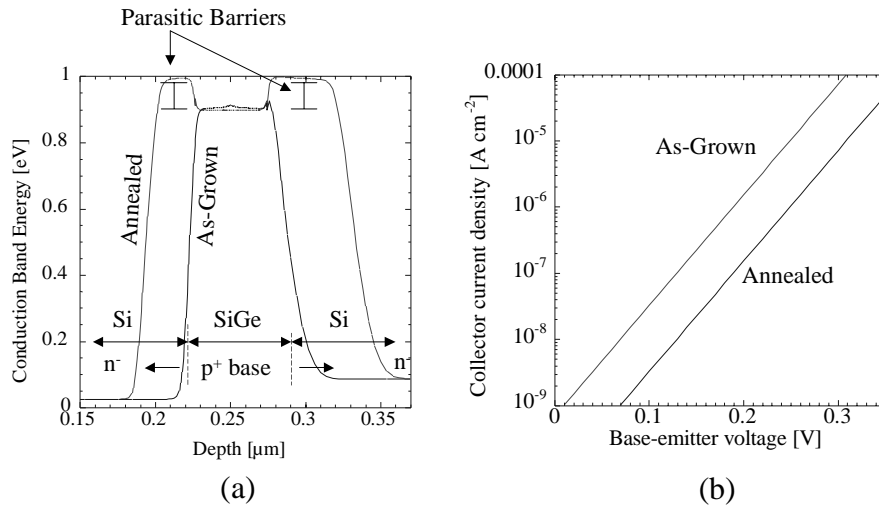 Parasitic Barriers
1
0.8
0.6
0.4
0.2
0
Conduction Band Energy [eV]
Annealed
As-Grown
Si
SiGe
Si
n-
p+ base
n-
0.15
0.2
0.25
0.3
0.35
Depth [µm]
(a)
0.0001
10-5
10-6
10-7
10-8
10-9
Collector current density [A cm-2]
As-Grown
Annealed
0
0.1
0.2
0.3
Base-emitter voltage [V]
(b)